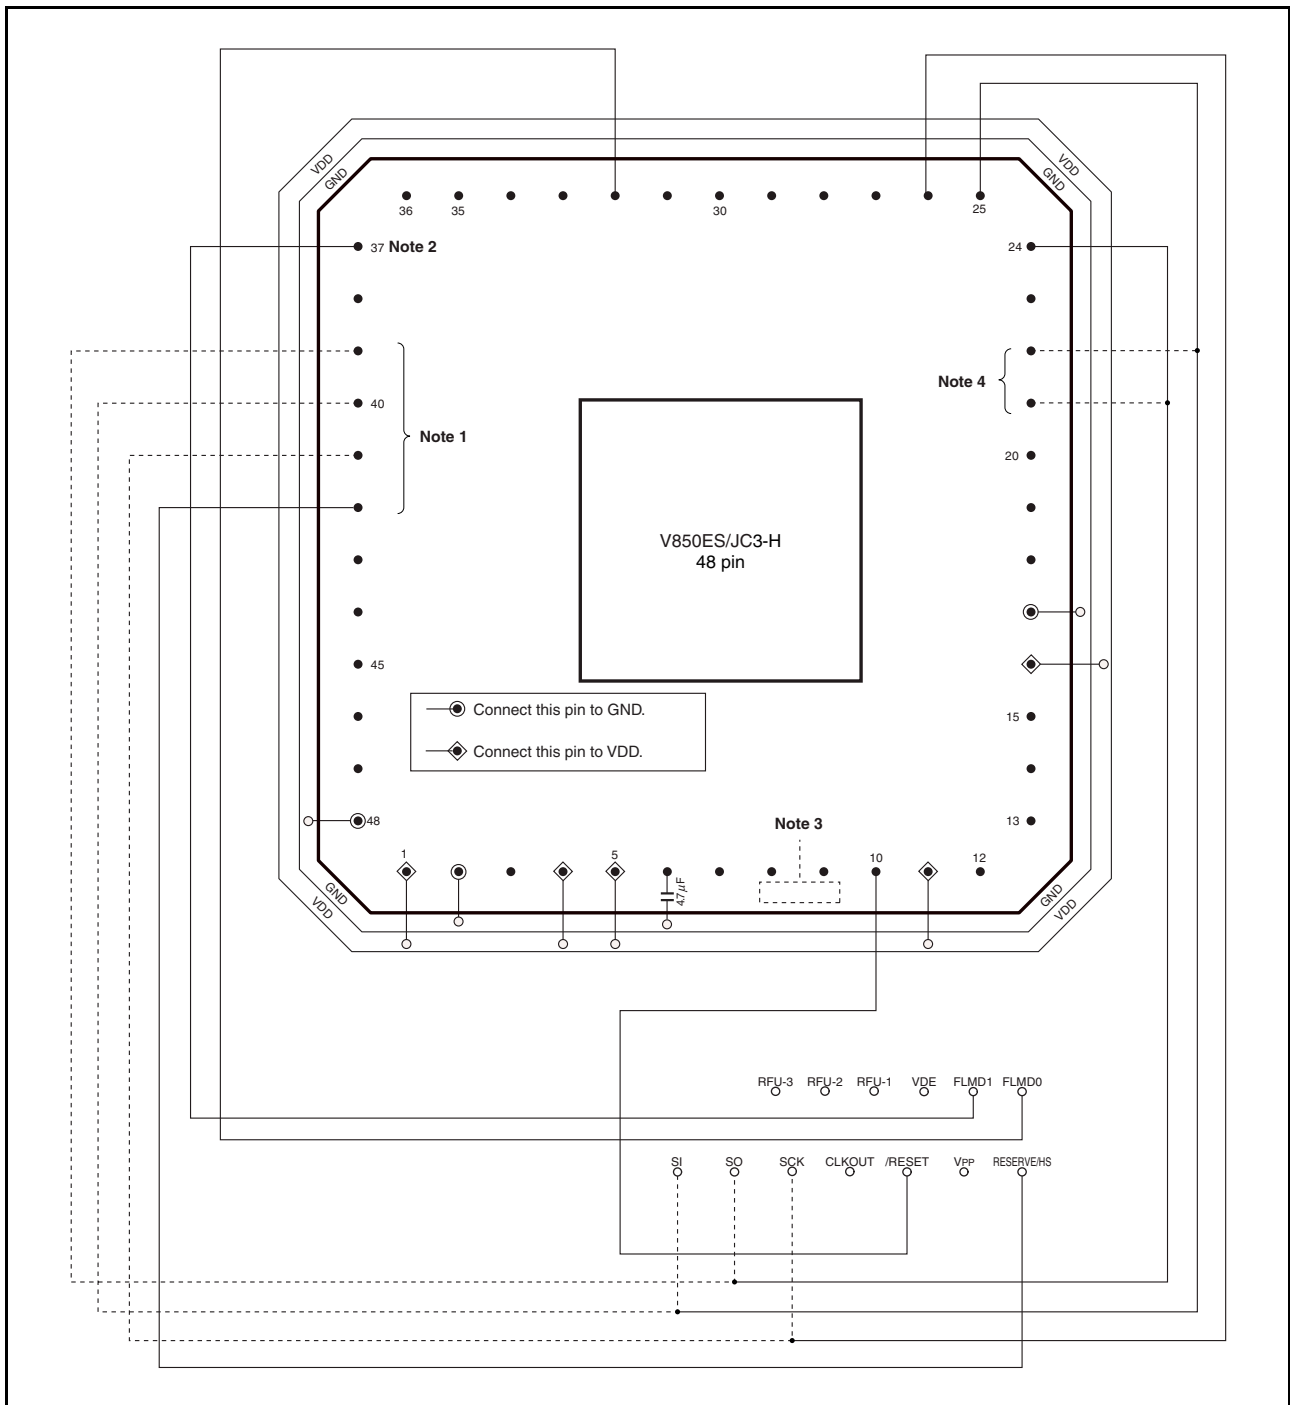 VDD
GND
VDD
GND
36
35
30
25
37 Note 2
24
Note 4
40
Note 1
20
V850ES/JC3-H
48 pin
45
Connect this pin to GND.
15
Connect this pin to VDD.
48
Note 3
13
1
5
10
12
4.7 μF
GND
VDD
GND
VDD
RFU-3 RFU-2 RFU-1 VDE FLMD1 FLMD0
SI SO SCK CLKOUT /RESET VPP RESERVE/HS